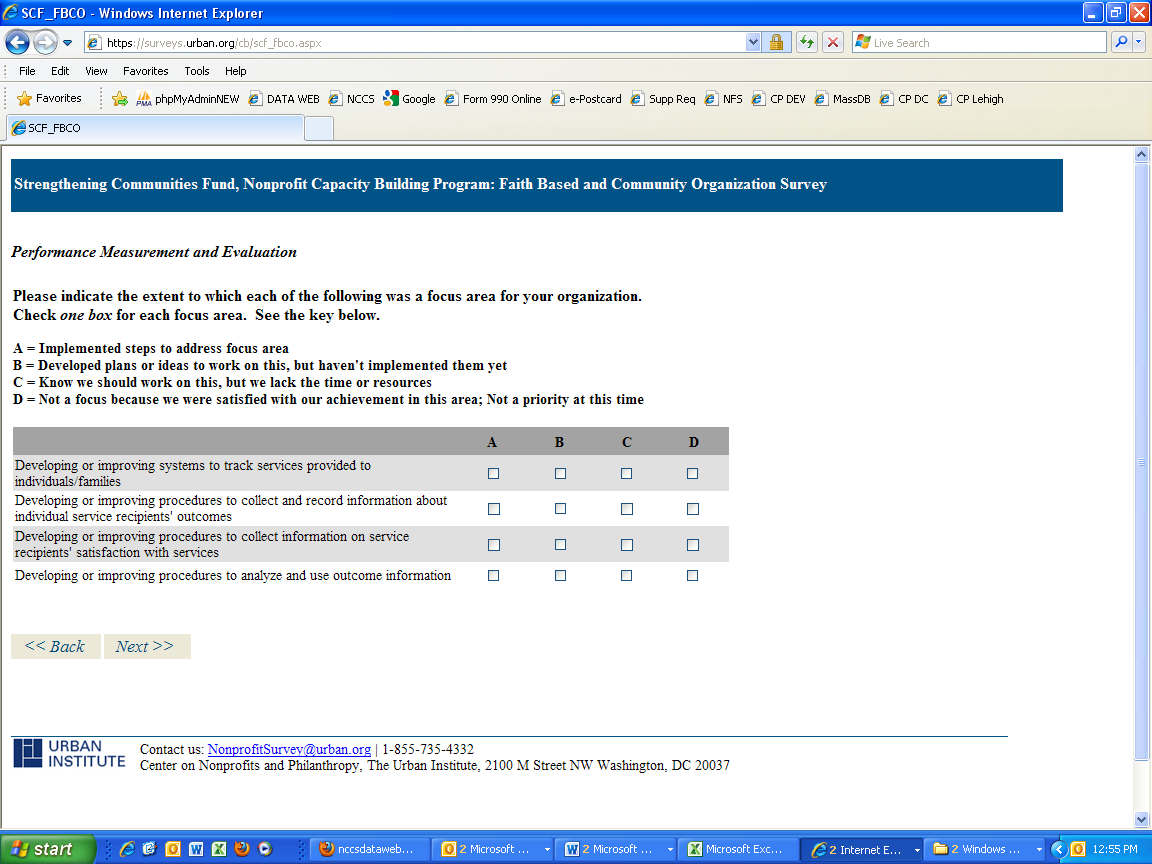 SCF_FBCO - Windows Internet Explorer
https://surveys.urban.org/cb/scf_fbco.aspx
Live Search
File Edit View Favorites Tools Help
Favorites PMA phpMyAdminNEW DATA WEB NCCS Google Form 990 Online e-Postcard Supp Req NFS CP DEV MassDB CP DC CP Lehigh
SCF_FBCO
Strengthening Communities Fund, Nonprofit Capacity Building Program: Faith Based and Community Organization Survey
Performance Measurement and Evaluation
Please indicate the extent to which each of the following was a focus area for your organization.
Check one box for each focus area. See the key below.
A = Implemented steps to address focus area
B = Developed plans or ideas to work on this, but haven't implemented them yet
C = Know we should work on this, but we lack the time or resources
D = Not a focus because we were satisfied with our achievement in this area; Not a priority at this time
A B C D
Developing or improving systems to track services provided to
individuals/families
Developing or improving procedures to collect and record information about
individual service recipients' outcomes
Developing or improving procedures to collect information on service
recipients' satisfaction with services
Developing or improving procedures to analyze and use outcome information
<< Back Next >>
URBAN
INSTITUTE
Contact us: NonprofitSurvey@urban.org | 1-855-735-4332
Center on Nonprofits and Philanthropy, The Urban Institute, 2100 M Street NW Washington, DC 20037
start nccsdataweb... 2 Microsoft ... 2 Microsoft ... Microsoft Exc... 2 Internet E... 2 Windows ... 12:55 PM